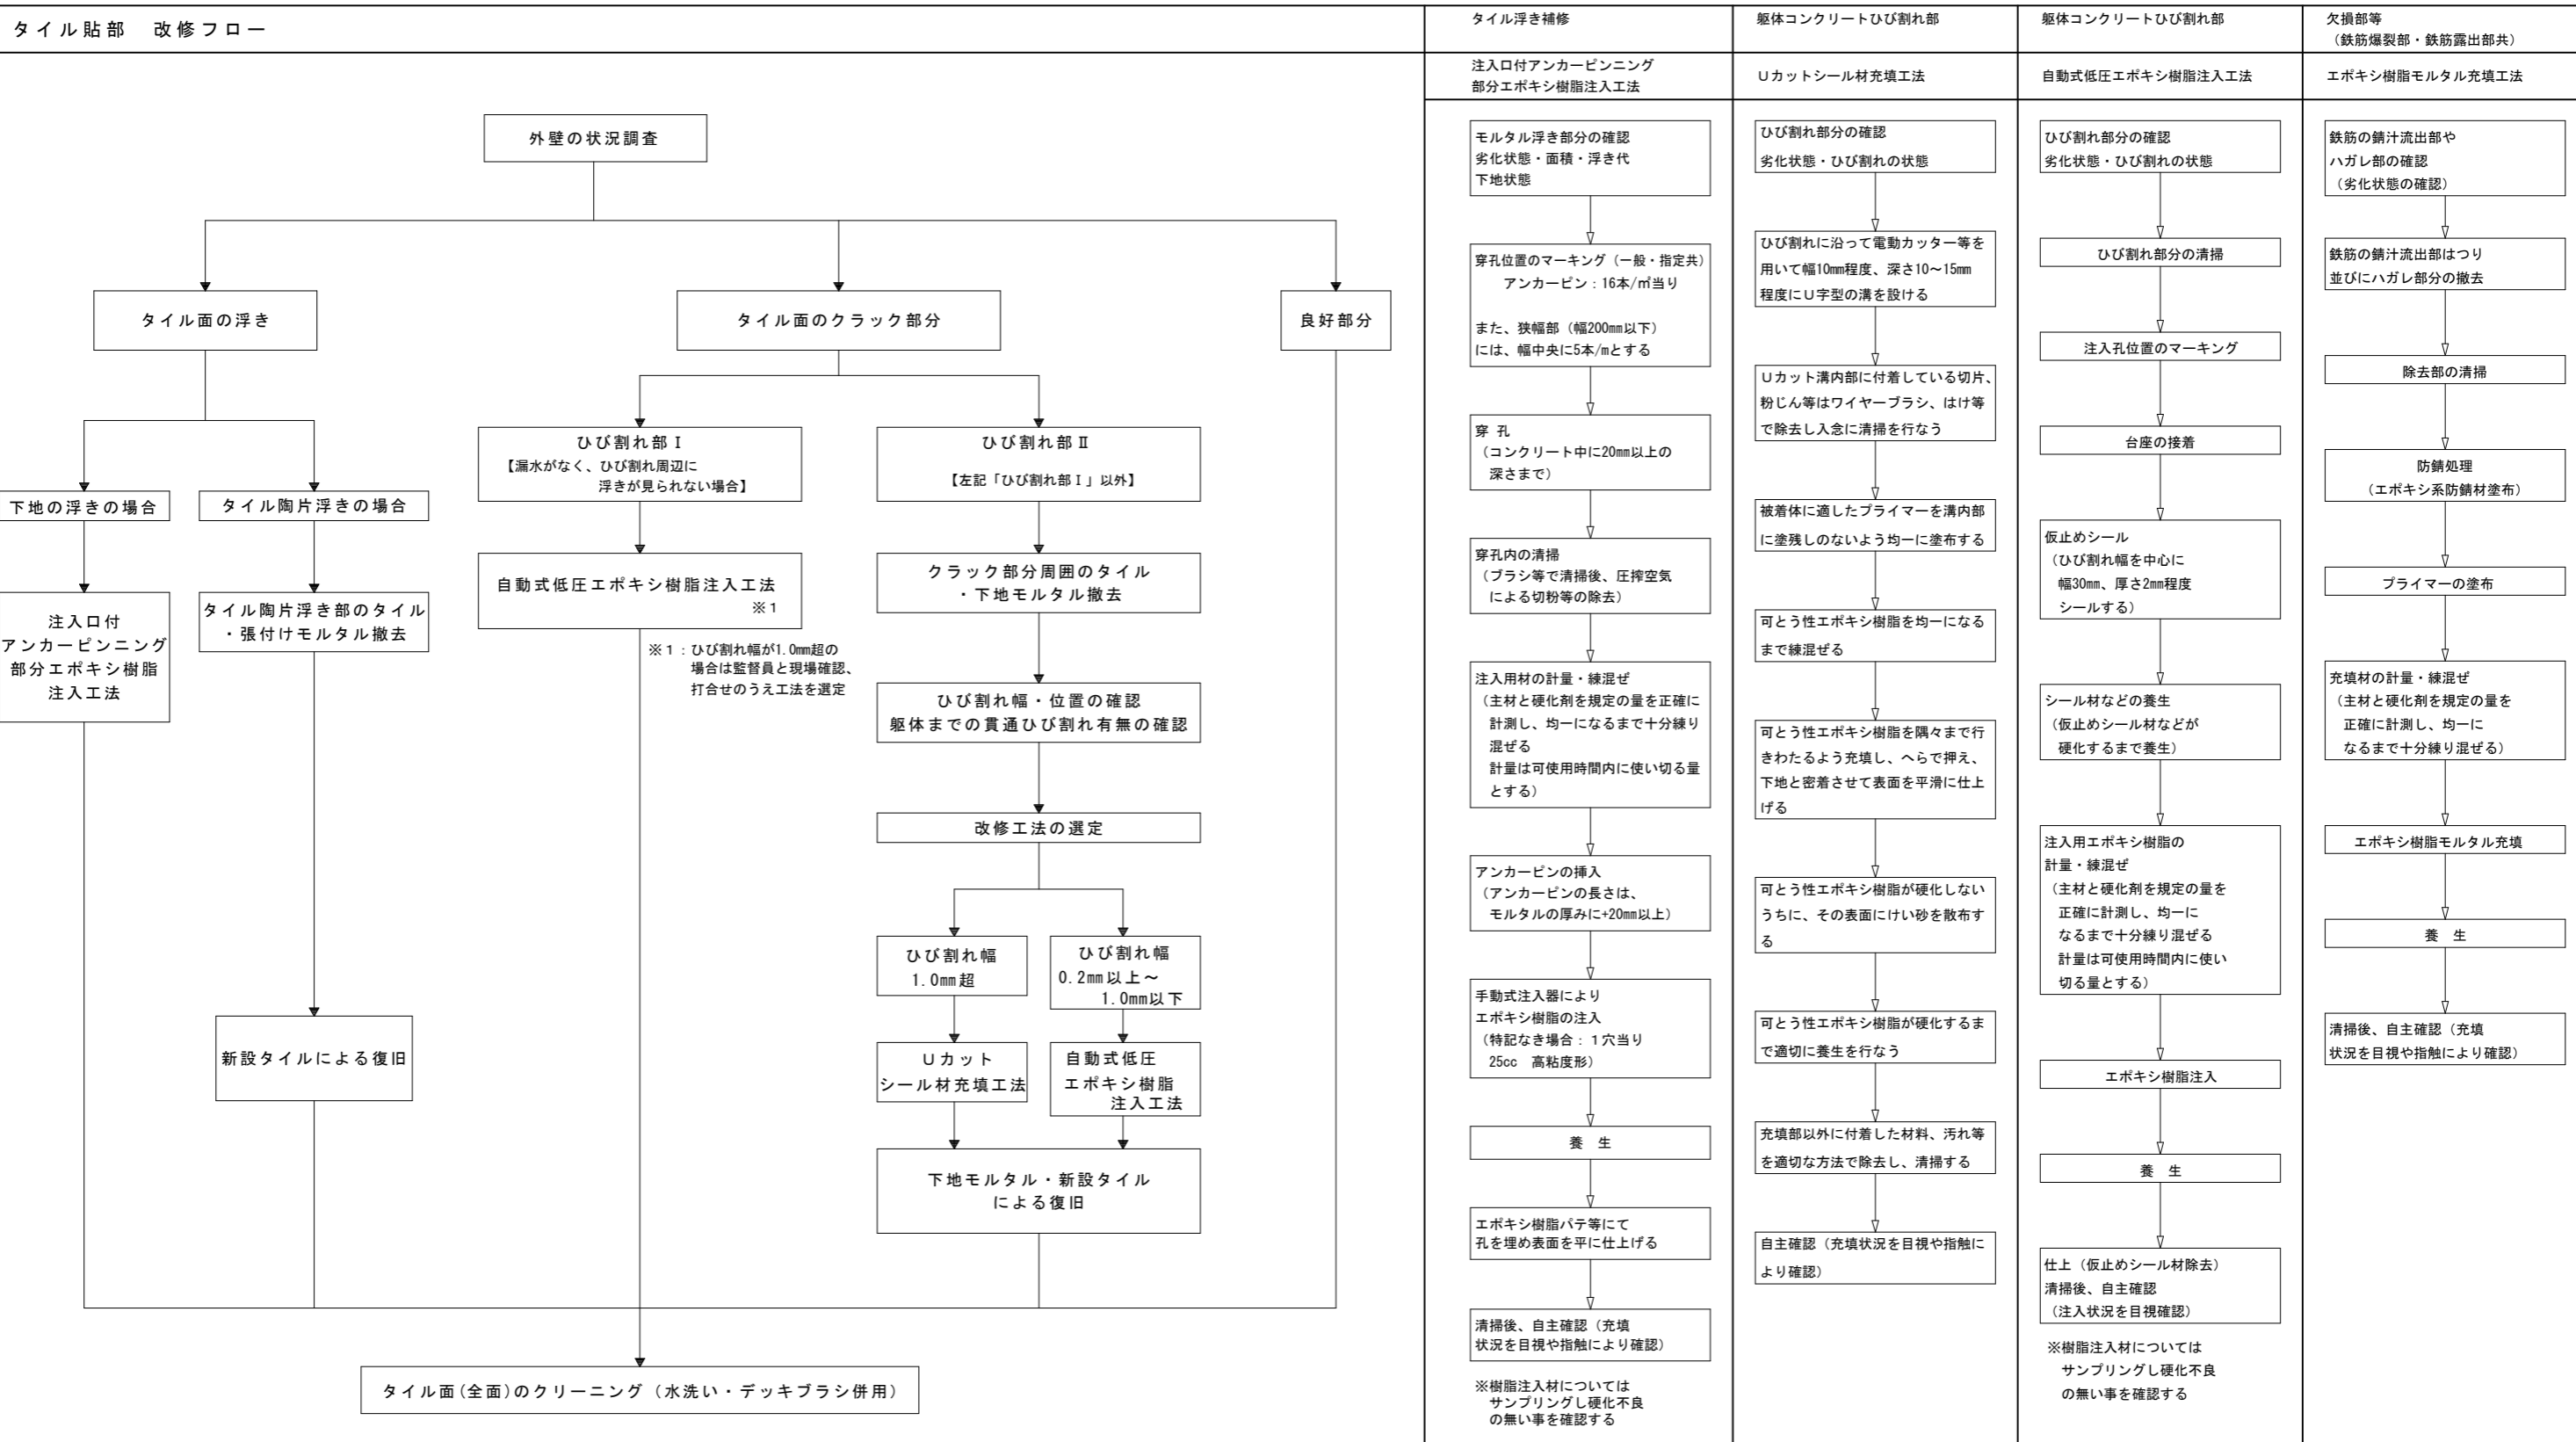 タイル貼部　改修フロー
外壁の状況調査
タイル面の浮き
タイル面のクラック部分
良好部分
下地の浮きの場合
タイル陶片浮きの場合
ひび割れ部Ⅰ
【漏水がなく、ひび割れ周辺に
浮きが見られない場合】
ひび割れ部Ⅱ
【左記「ひび割れ部Ⅰ」以外】
注入口付
アンカーピンニング
部分エポキシ樹脂
注入工法
タイル陶片浮き部のタイル
・張付けモルタル撤去
自動式低圧エポキシ樹脂注入工法
※1
※1：ひび割れ幅が1.0㎜超の
場合は監督員と現場確認、
打合せのうえ工法を選定
クラック部分周囲のタイル
・下地モルタル撤去
ひび割れ幅・位置の確認
躯体までの貫通ひび割れ有無の確認
改修工法の選定
ひび割れ幅
1.0㎜超
ひび割れ幅
0.2㎜以上～
1.0㎜以下
新設タイルによる復旧
Ｕカット
シール材充填工法
自動式低圧
エポキシ樹脂
注入工法
下地モルタル・新設タイル
による復旧
タイル面(全面)のクリーニング（水洗い・デッキブラシ併用）
タイル浮き補修
注入口付アンカーピンニング
部分エポキシ樹脂注入工法
モルタル浮き部分の確認
劣化状態・面積・浮き代
下地状態
穿孔位置のマーキング（一般・指定共）
アンカーピン：16本/㎡当り
また、狭幅部（幅200㎜以下）
には、幅中央に5本/mとする
穿 孔
（コンクリート中に20㎜以上の
深さまで）
穿孔内の清掃
（ブラシ等で清掃後、圧搾空気
による切粉等の除去）
注入用材の計量・練混ぜ
（主材と硬化剤を規定の量を正確に
計測し、均一になるまで十分練り
混ぜる
計量は可使用時間内に使い切る量
とする）
アンカーピンの挿入
（アンカーピンの長さは、
モルタルの厚みに+20㎜以上）
手動式注入器により
エポキシ樹脂の注入
（特記なき場合：１穴当り
25cc　高粘度形）
養　生
エポキシ樹脂パテ等にて
孔を埋め表面を平に仕上げる
清掃後、自主確認（充填
状況を目視や指触により確認）
※樹脂注入材については
サンプリングし硬化不良
の無い事を確認する
躯体コンクリートひび割れ部
Ｕカットシール材充填工法
ひび割れ部分の確認
劣化状態・ひび割れの状態
ひび割れに沿って電動カッター等を
用いて幅10㎜程度、深さ10～15㎜
程度にＵ字型の溝を設ける
Ｕカット溝内部に付着している切片、
粉じん等はワイヤーブラシ、はけ等
で除去し入念に清掃を行なう
被着体に適したプライマーを溝内部
に塗残しのないよう均一に塗布する
可とう性エポキシ樹脂を均一になる
まで練混ぜる
可とう性エポキシ樹脂を隅々まで行
きわたるよう充填し、へらで押え、
下地と密着させて表面を平滑に仕上
げる
可とう性エポキシ樹脂が硬化しない
うちに、その表面にけい砂を散布す
る
可とう性エポキシ樹脂が硬化するま
で適切に養生を行なう
充填部以外に付着した材料、汚れ等
を適切な方法で除去し、清掃する
自主確認（充填状況を目視や指触に
より確認）
躯体コンクリートひび割れ部
自動式低圧エポキシ樹脂注入工法
ひび割れ部分の確認
劣化状態・ひび割れの状態
ひび割れ部分の清掃
注入孔位置のマーキング
台座の接着
仮止めシール
（ひび割れ幅を中心に
幅30㎜、厚さ2㎜程度
シールする）
シール材などの養生
（仮止めシール材などが
硬化するまで養生）
注入用エポキシ樹脂の
計量・練混ぜ
（主材と硬化剤を規定の量を
正確に計測し、均一に
なるまで十分練り混ぜる
計量は可使用時間内に使い
切る量とする）
エポキシ樹脂注入
養　生
仕上（仮止めシール材除去）
清掃後、自主確認
（注入状況を目視確認）
※樹脂注入材については
サンプリングし硬化不良
の無い事を確認する
欠損部等
（鉄筋爆裂部・鉄筋露出部共）
エポキシ樹脂モルタル充填工法
鉄筋の錆汁流出部や
ハガレ部の確認
（劣化状態の確認）
鉄筋の錆汁流出部はつり
並びにハガレ部分の撤去
除去部の清掃
防錆処理
（エポキシ系防錆材塗布）
プライマーの塗布
充填材の計量・練混ぜ
（主材と硬化剤を規定の量を
正確に計測し、均一に
なるまで十分練り混ぜる）
エポキシ樹脂モルタル充填
養　生
清掃後、自主確認（充填
状況を目視や指触により確認）